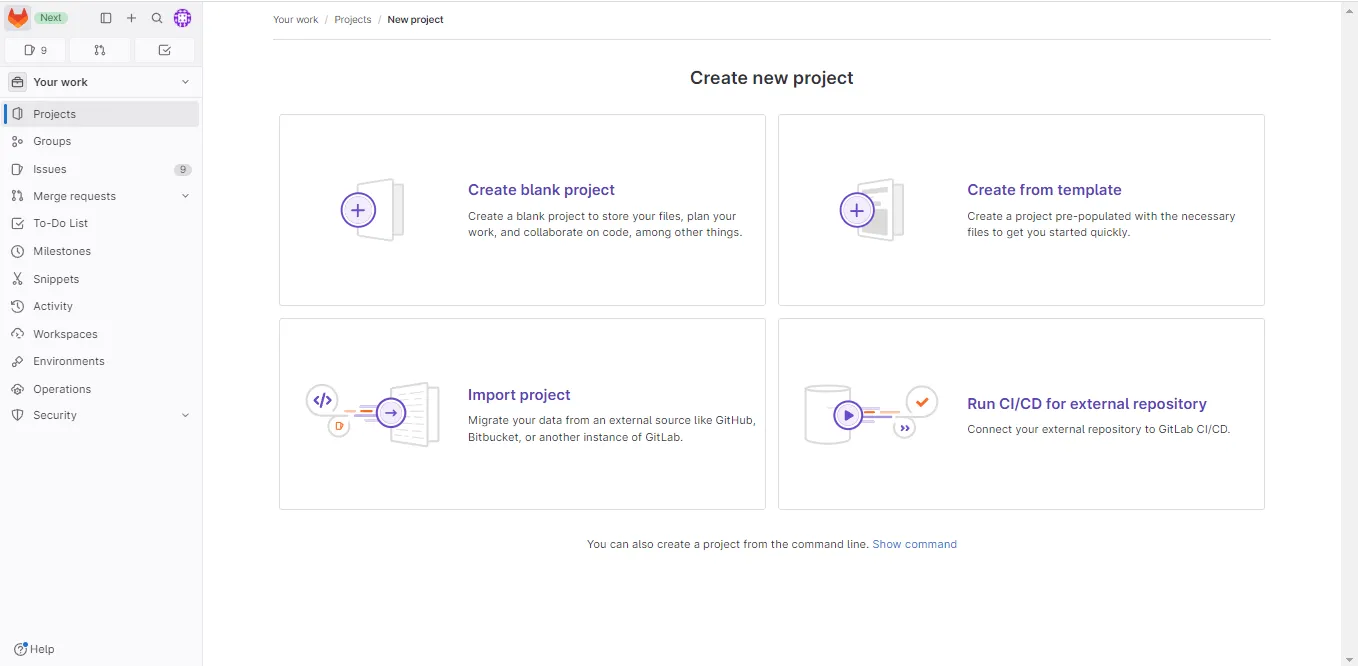 Next
9
Your work
Projects
Groups
Issues 9
Merge requests
To-Do List
Milestones
Snippets
Activity
Workspaces
Environments
Operations
Security
Help
Your work / Projects / New project
Create new project
Create blank project
Create a blank project to store your files, plan your
work, and collaborate on code, among other things.
Create from template
Create a project pre-populated with the necessary
files to get you started quickly.
Import project
Migrate your data from an external source like GitHub,
Bitbucket, or another instance of GitLab.
Run CI/CD for external repository
Connect your external repository to GitLab CI/CD.
You can also create a project from the command line. Show command